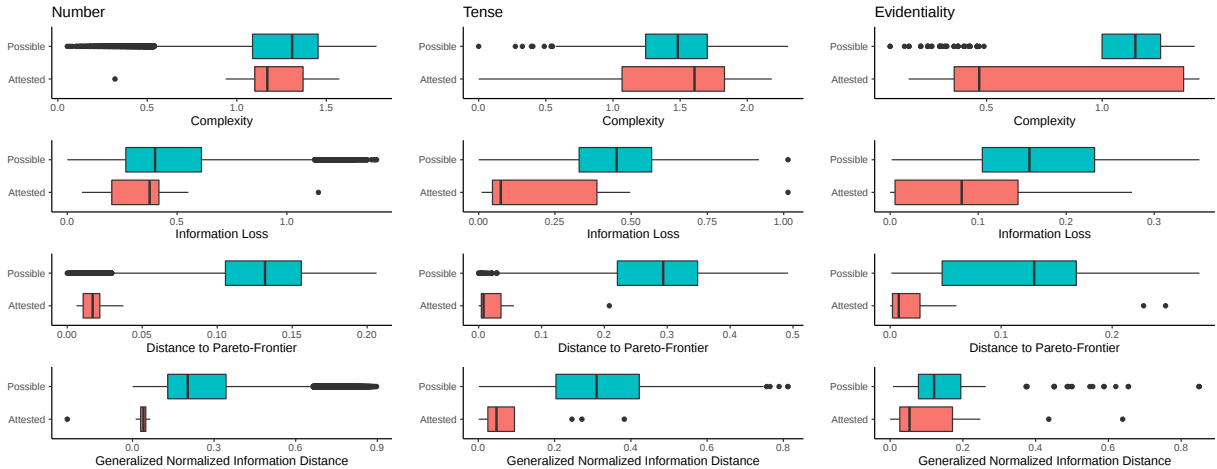 Number
Possible
Attested
0.0 0.5 1.0 1.5
Complexity
Possible
Attested
0.0 0.5 1.0
Information Loss
Possible
Attested
0.00 0.05 0.10 0.15 0.20
Distance to Pareto-Frontier
Possible
Attested
0.0 0.3 0.6 0.9
Generalized Normalized Information Distance
Tense
Possible
Attested
0.0 0.5 1.0 1.5 2.0
Complexity
Possible
Attested
0.00 0.25 0.50 0.75 1.00
Information Loss
Possible
Attested
0.0 0.1 0.2 0.3 0.4 0.5
Distance to Pareto-Frontier
Possible
Attested
0.0 0.2 0.4 0.6 0.8
Generalized Normalized Information Distance
Evidentiality
Possible
Attested
0.5 1.0
Complexity
Possible
Attested
0.0 0.1 0.2 0.3
Information Loss
Possible
Attested
0.0 0.1 0.2
Distance to Pareto-Frontier
Possible
Attested
0.0 0.2 0.4 0.6 0.8
Generalized Normalized Information Distance